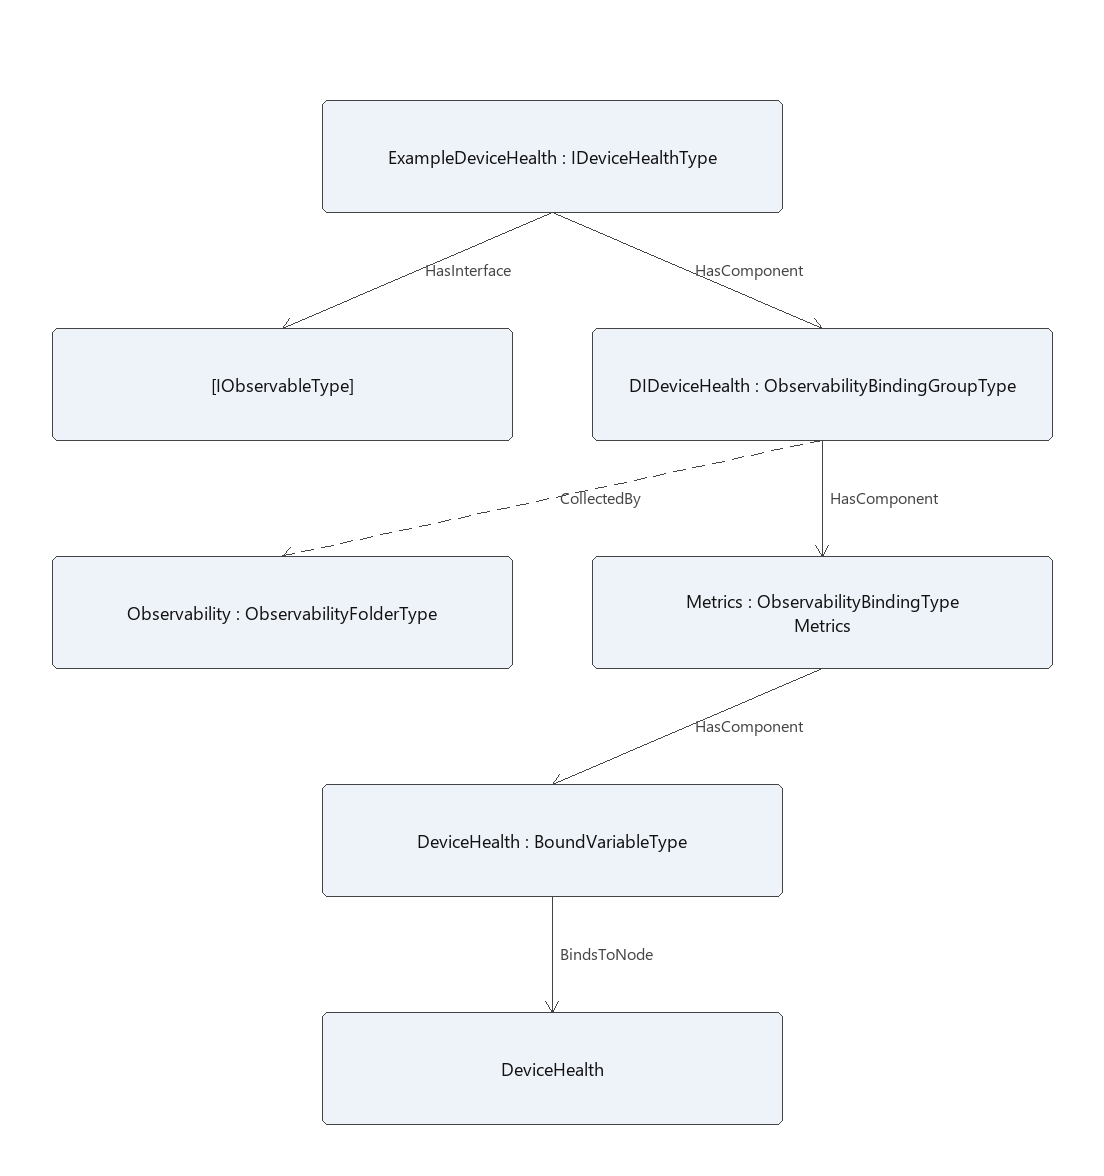 ExampleDeviceHealth : IDeviceHealthType
HasInterface
HasComponent
[IObservableType]
DIDeviceHealth : ObservabilityBindingGroupType
CollectedBy
HasComponent
Observability : ObservabilityFolderType
Metrics : ObservabilityBindingType
Metrics
HasComponent
DeviceHealth : BoundVariableType
BindsToNode
DeviceHealth